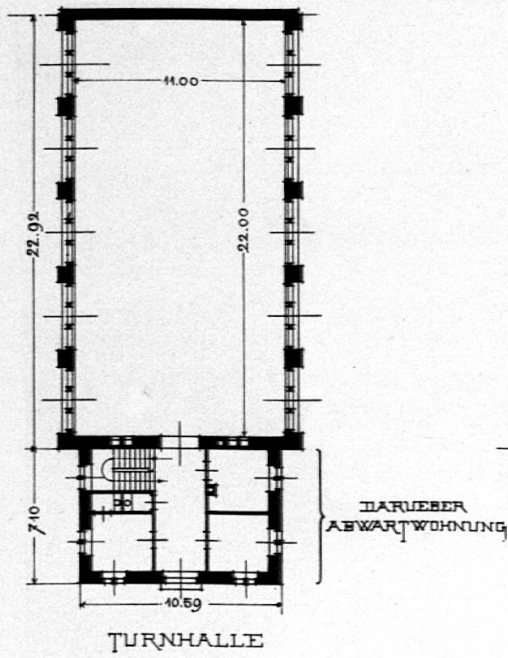 11.00
22.92
22.00
7.10
DARUEBER
ABWARTWOHNUNG
10.59
TURNHALLE